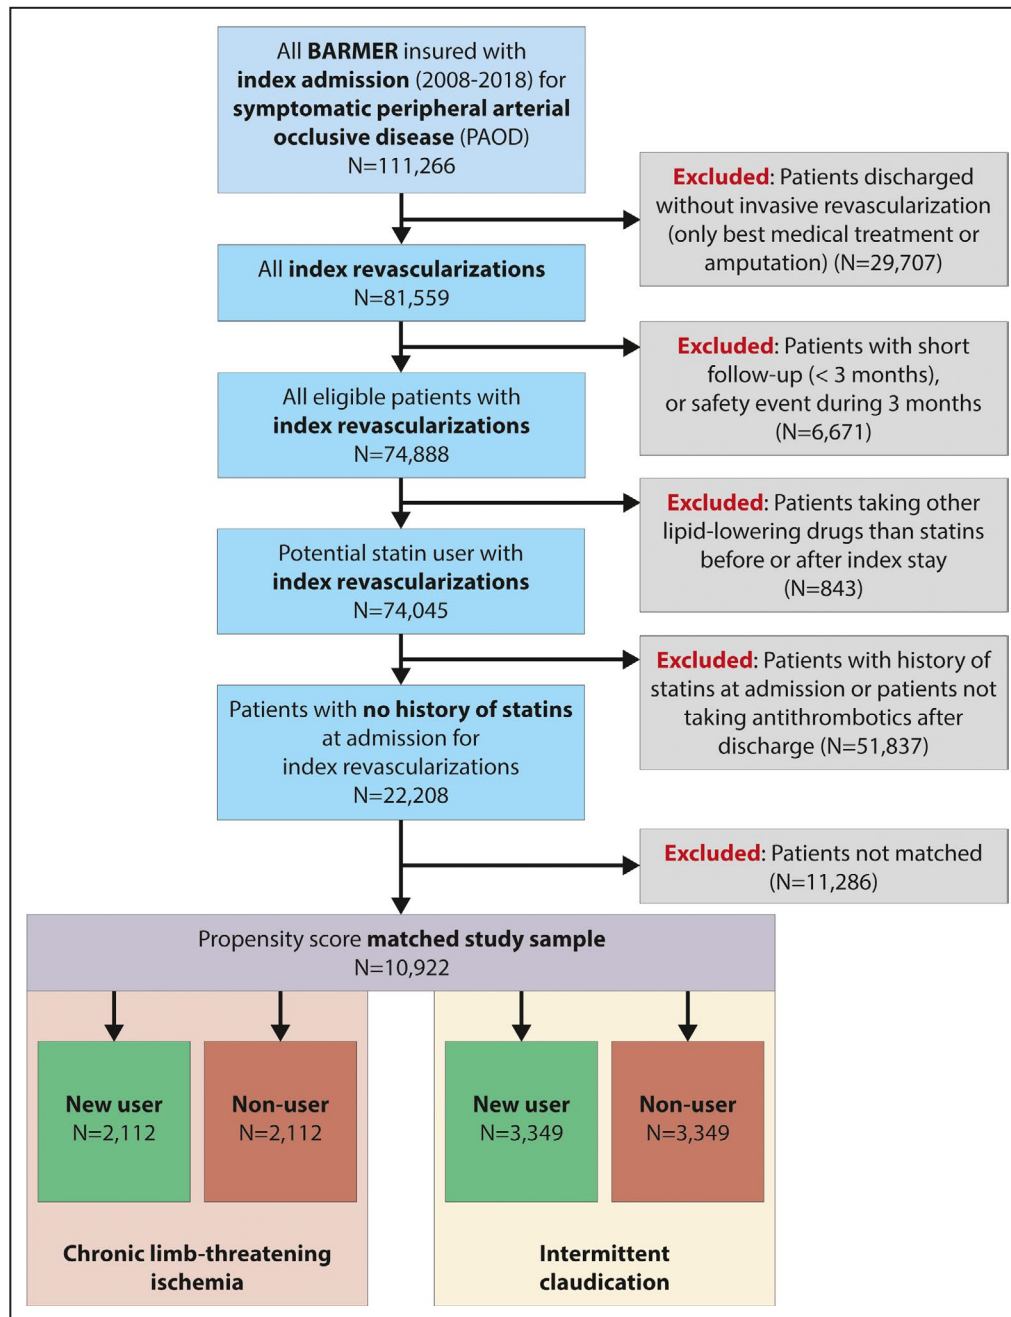 All BARMER insured with
index admission (2008-2018) for
symptomatic peripheral arterial
occlusive disease (PAOD)
N=111,266
Excluded: Patients discharged
without invasive revascularization
(only best medical treatment or
amputation) (N=29,707)
All index revascularizations
N=81,559
Excluded: Patients with short
follow-up (< 3 months),
or safety event during 3 months
(N=6,671)
All eligible patients with
index revascularizations
N=74,888
Excluded: Patients taking other
lipid-lowering drugs than statins
before or after index stay
(N=843)
Potential statin user with
index revascularizations
N=74,045
Excluded: Patients with history of
statins at admission or patients not
taking antithrombotics after
discharge (N=51,837)
Patients with no history of statins
at admission for
index revascularizations
N=22,208
Excluded: Patients not matched
(N=11,286)
Propensity score matched study sample
N=10,922
New user
N=2,112
Non-user
N=2,112
Chronic limb-threatening
ischemia
New user
N=3,349
Non-user
N=3,349
Intermittent
claudication